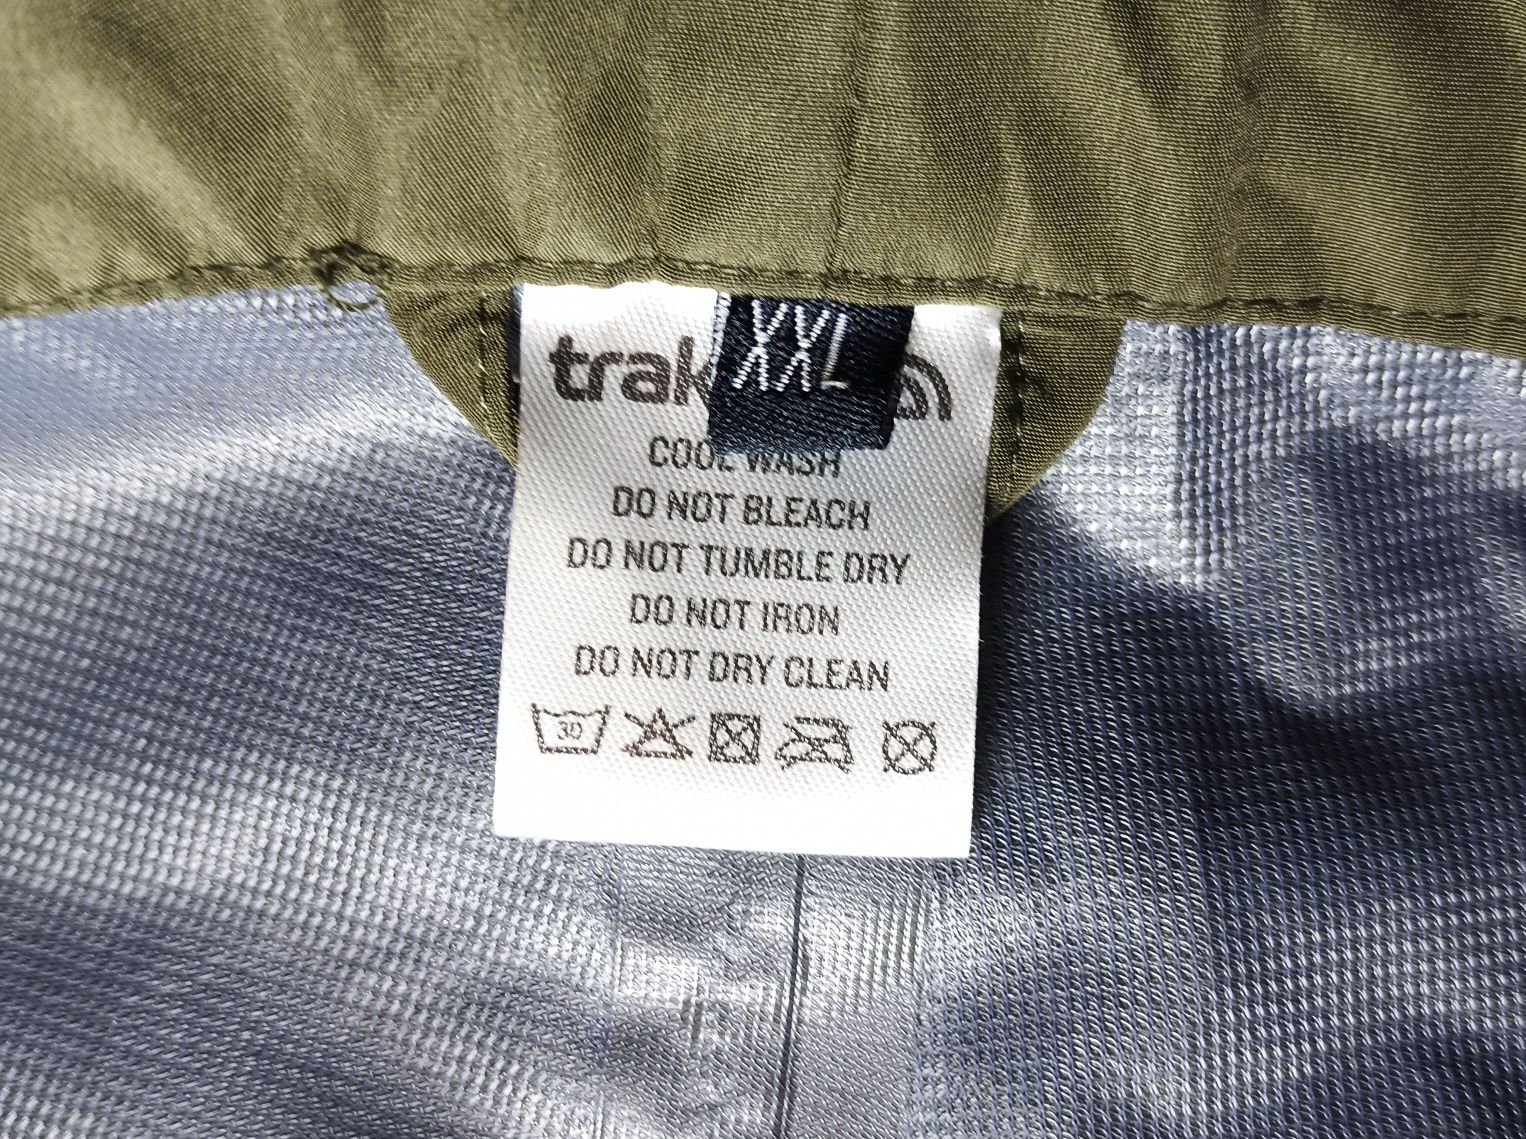 XXL
trak
COOL WASH
DO NOT BLEACH
DO NOT TUMBLE DRY
DO NOT IRON
DO NOT DRY CLEAN
30